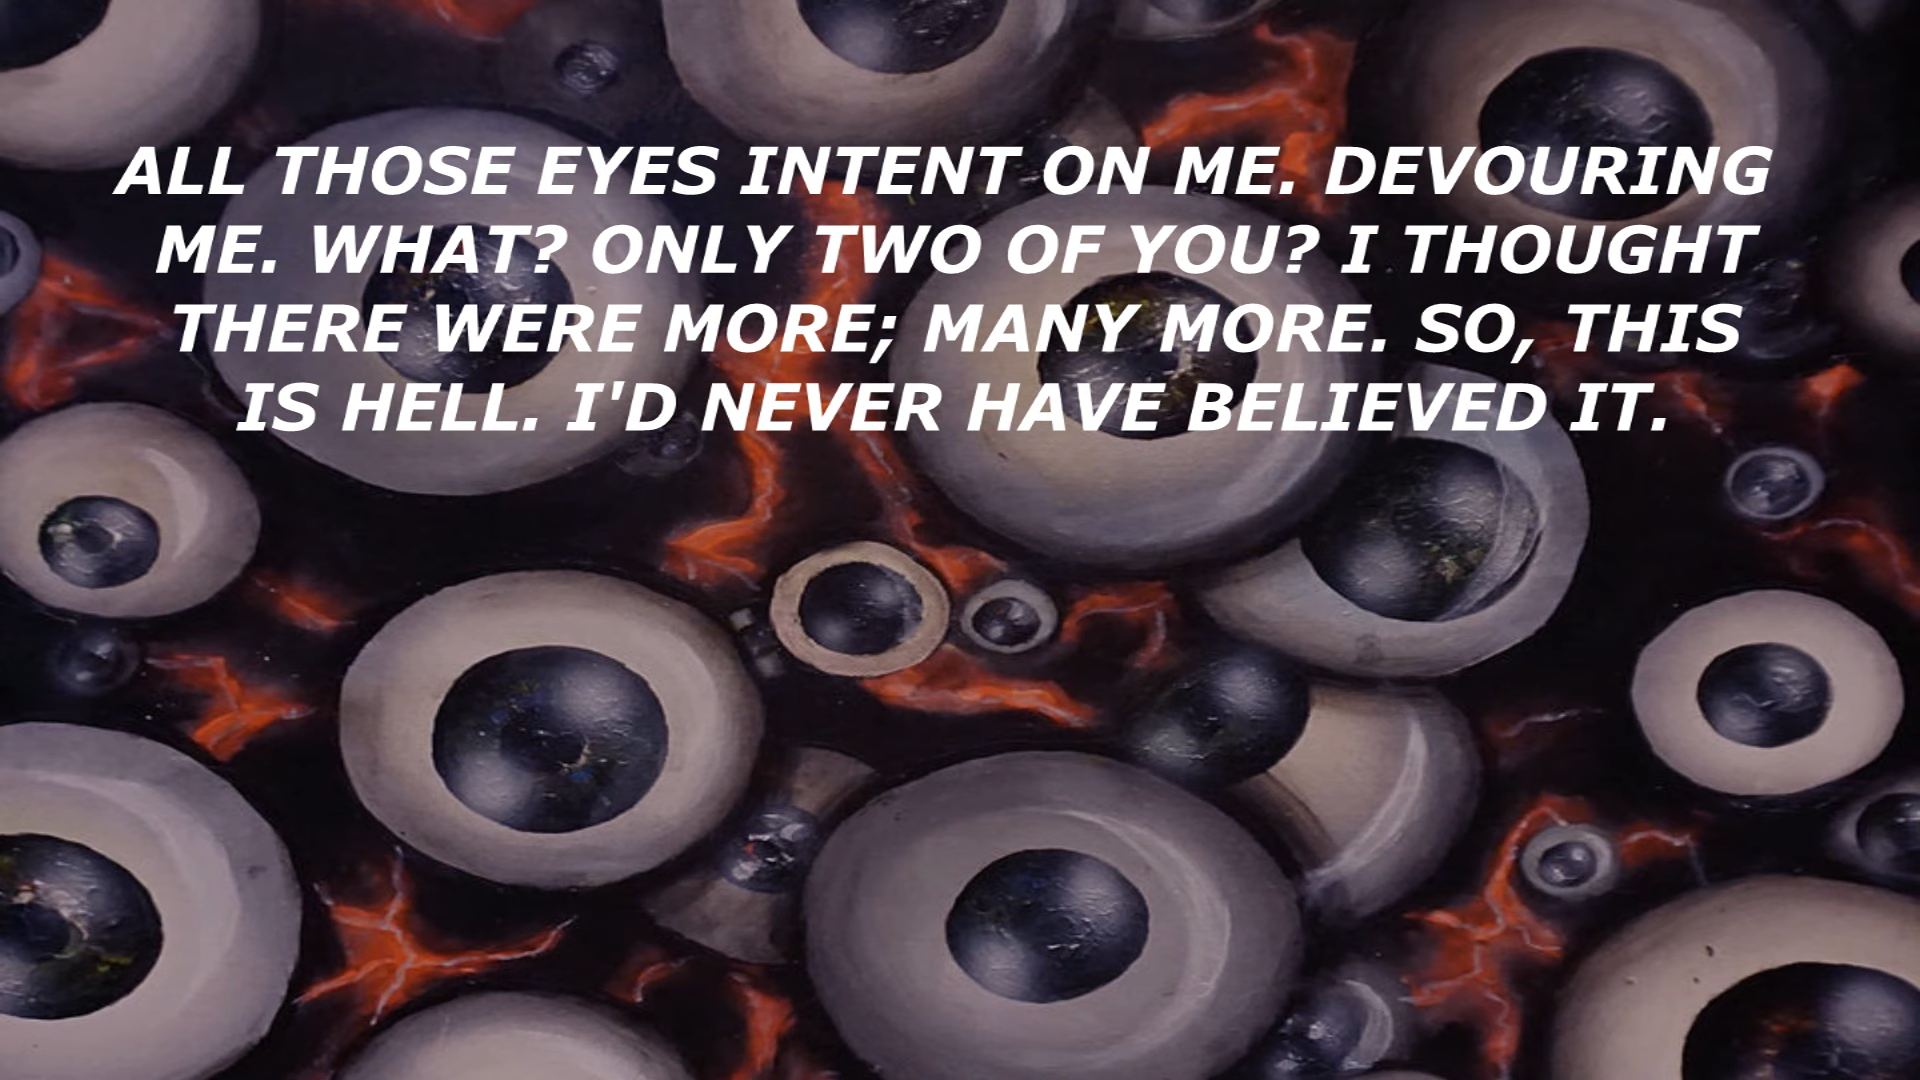 ALL THOSE EYES INTENT ON ME. DEVOURING
ME. WHAT? ONLY TWO OF YOU? I THOUGHT
THERE WERE MORE; MANY MORE. SO, THIS
IS HELL. I'D NEVER HAVE BELIEVED IT.